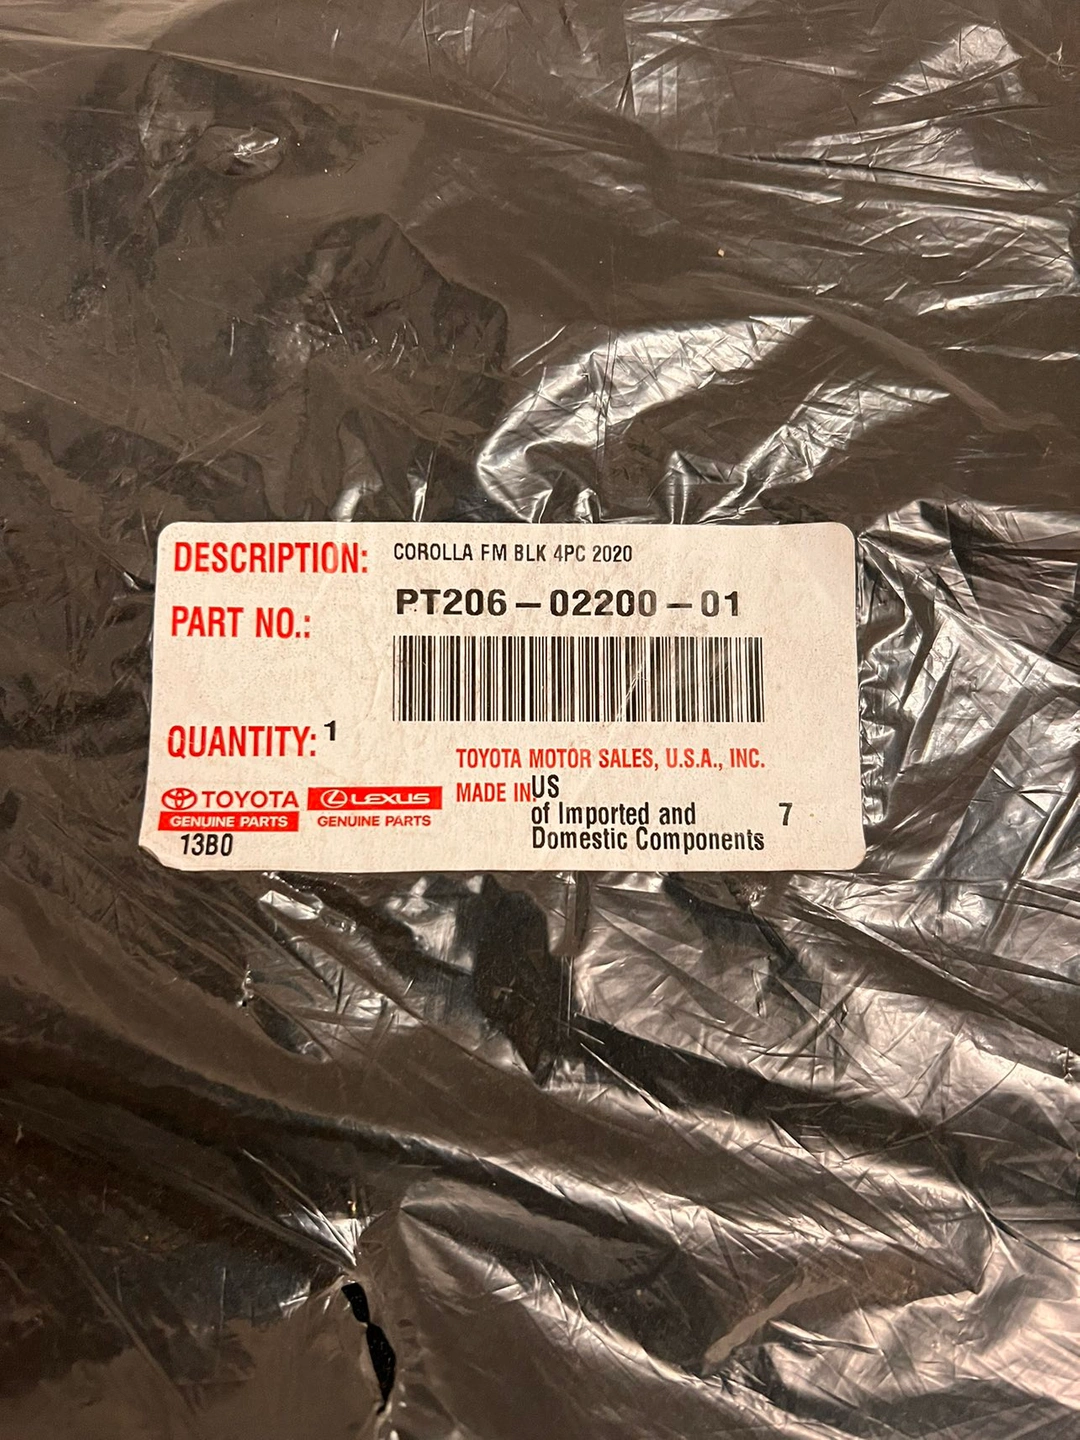 DESCRIPTION: COROLLA FM BLK 4PC 2020
PART NO.: PT206-02200-01
QUANTITY: 1
TOYOTA MOTOR SALES, U.S.A., INC.
MADE IN: US
of Imported and
Domestic Components 7
TOYOTA LEXUS
GENUINE PARTS GENUINE PARTS
13B0